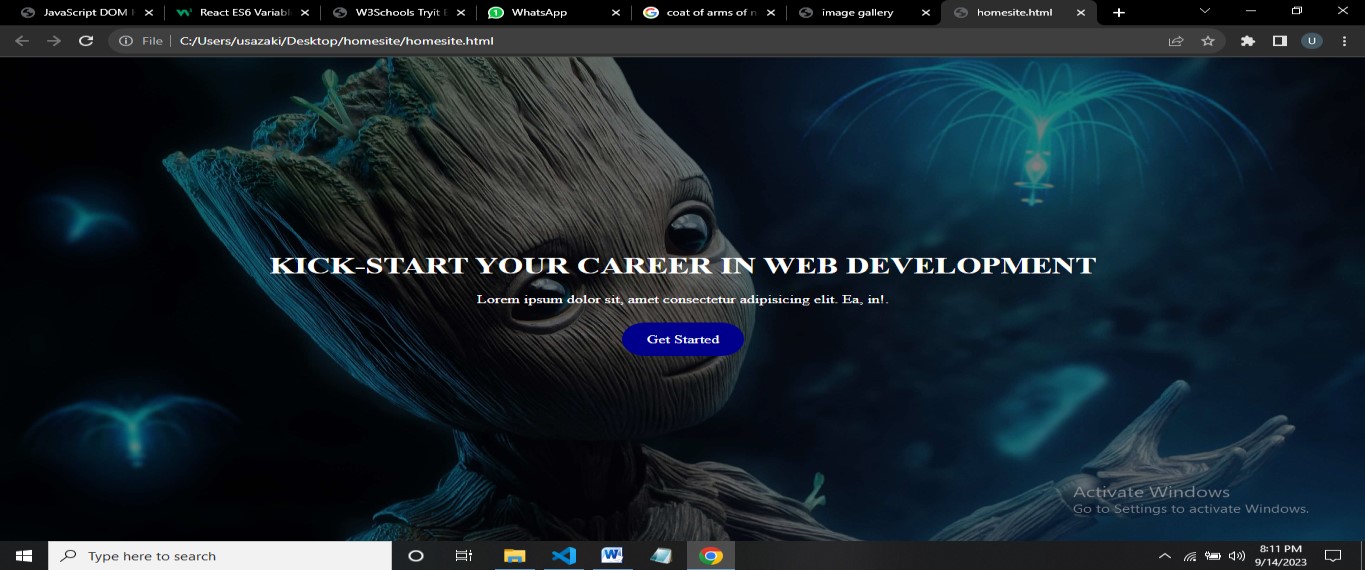 JavaScript DOM
React ES6 Variabl
W3Schools Tryit E
1 WhatsApp
coat of arms of n
image gallery
homesite.html
File | C:/Users/usazaki/Desktop/homesite/homesite.html
U
KICK-START YOUR CAREER IN WEB DEVELOPMENT
Lorem ipsum dolor sit, amet consectetur adipisicing elit. Ea, in!.
Get Started
Activate Windows
Go to Settings to activate Windows.
Type here to search
8:11 PM
9/14/2023